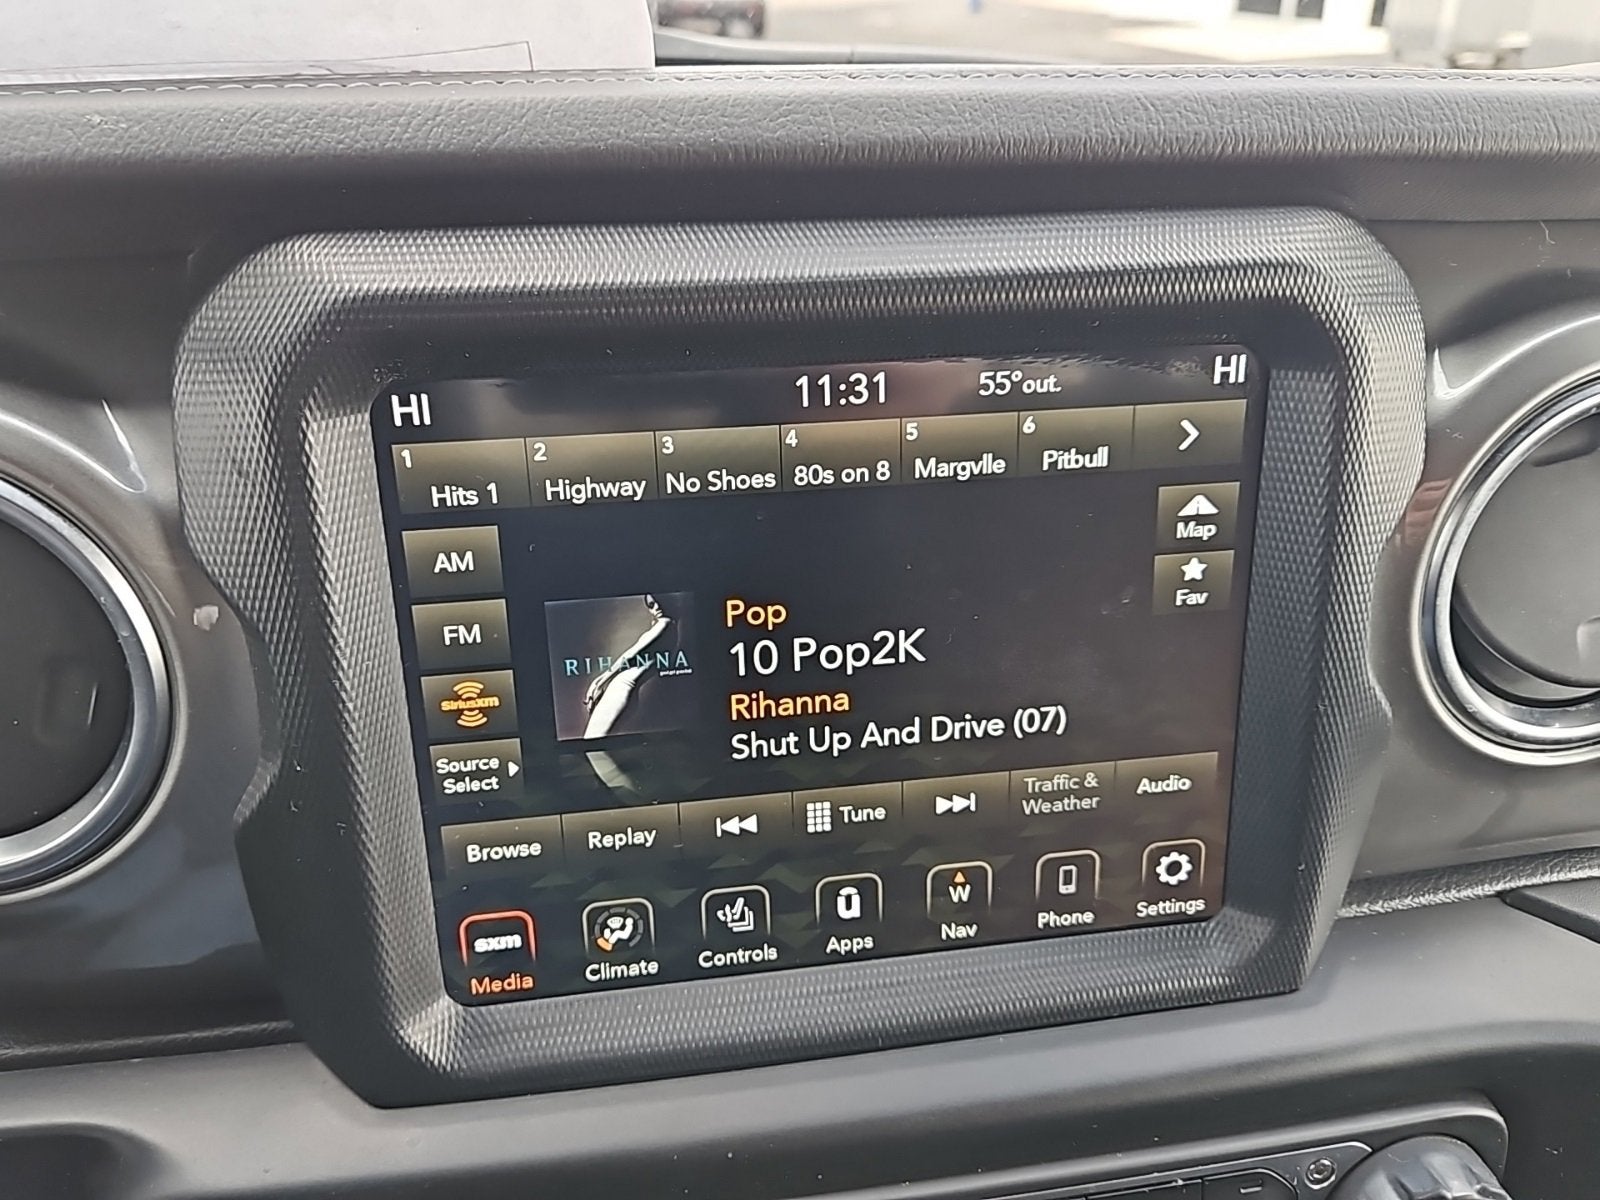 HI
11:31
55°out.
HI
1 Hits 1
2 Highway
3 No Shoes
4 80s on 8
5 Margvlle
6 Pitbull
AM
FM
SiriusXM
Source
Select
Map
Fav
RIHANNA
Pop
10 Pop2K
Rihanna
Shut Up And Drive (07)
Browse
Replay
Tune
Traffic &
Weather
Audio
sxm
Media
Climate
Controls
u
Apps
W
Nav
Phone
Settings